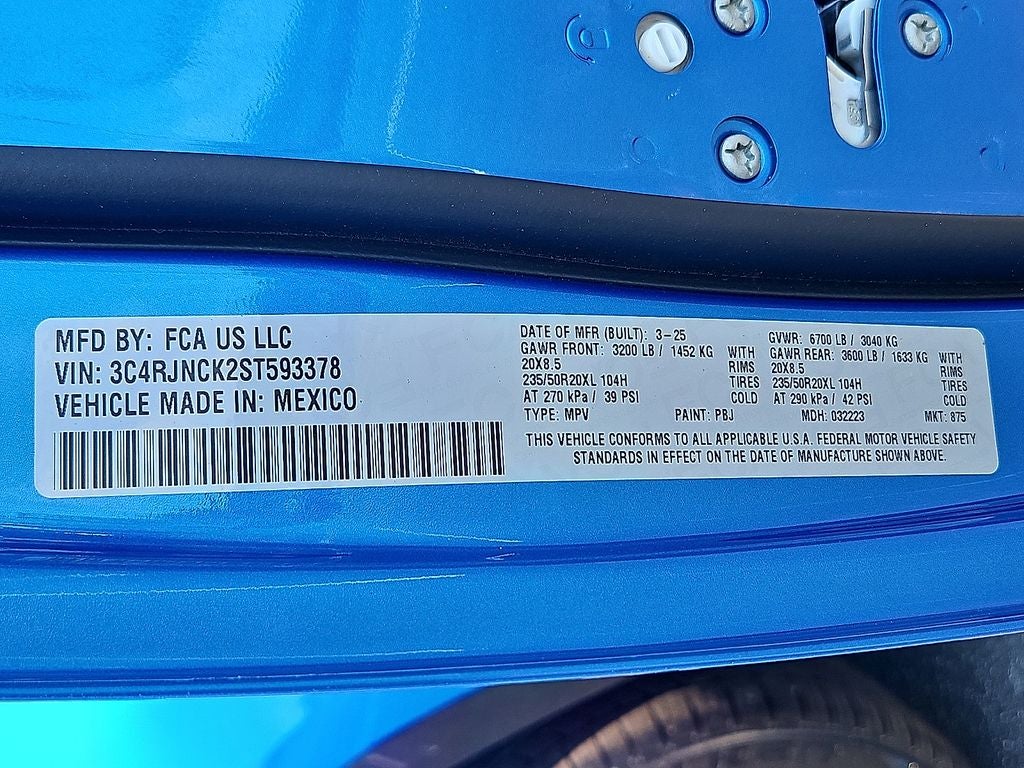 MFD BY: FCA US LLC
VIN: 3C4RJNCK2ST593378
VEHICLE MADE IN: MEXICO
DATE OF MFR (BUILT): 3-25
GAWR FRONT: 3200 LB / 1452 KG WITH
20X8.5 RIMS
235/50R20XL 104H TIRES
AT 270 kPa / 39 PSI COLD
GVWR: 6700 LB / 3040 KG
GAWR REAR: 3600 LB / 1633 KG WITH
20X8.5 RIMS
235/50R20XL 104H TIRES
AT 290 kPa / 42 PSI COLD
TYPE: MPV PAINT: PBJ MDH: 032223 MKT: 875
THIS VEHICLE CONFORMS TO ALL APPLICABLE U.S.A. FEDERAL MOTOR VEHICLE SAFETY
STANDARDS IN EFFECT ON THE DATE OF MANUFACTURE SHOWN ABOVE.